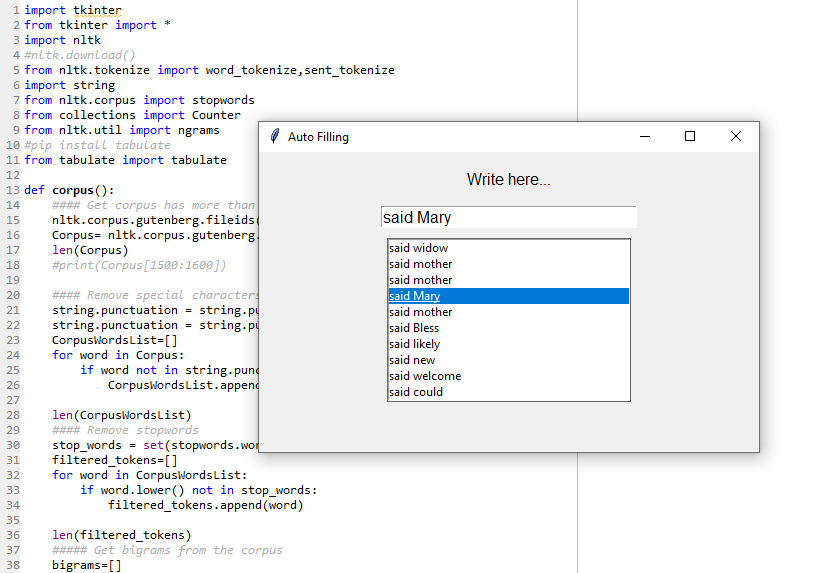 1 import tkinter
2 from tkinter import *
3 import nltk
4 #nltk.download()
5 from nltk.tokenize import word_tokenize,sent_tokenize
6 import string
7 from nltk.corpus import stopwords
8 from collections import Counter
9 from nltk.util import ngrams
10 #pip install tabulate
11 from tabulate import tabulate
12
13 def corpus():
14 #### Get corpus has more than
15 nltk.corpus.gutenberg.fileids(
16 Corpus= nltk.corpus.gutenberg.
17 len(Corpus)
18 #print(Corpus[1500:1600])
19
20 #### Remove special characters
21 string.punctuation = string.pu
22 string.punctuation = string.pu
23 CorpusWordsList=[]
24 for word in Corpus:
25 if word not in string.punc
26 CorpusWordsList.append
27
28 len(CorpusWordsList)
29 #### Remove stopwords
30 stop_words = set(stopwords.wor
31 filtered_tokens=[]
32 for word in CorpusWordsList:
33 if word.lower() not in stop_words:
34 filtered_tokens.append(word)
35
36 len(filtered_tokens)
37 ##### Get bigrams from the corpus
38 bigrams=[]
Auto Filling
Write here...
said Mary
said widow
said mother
said mother
said Mary
said mother
said Bless
said likely
said new
said welcome
said could